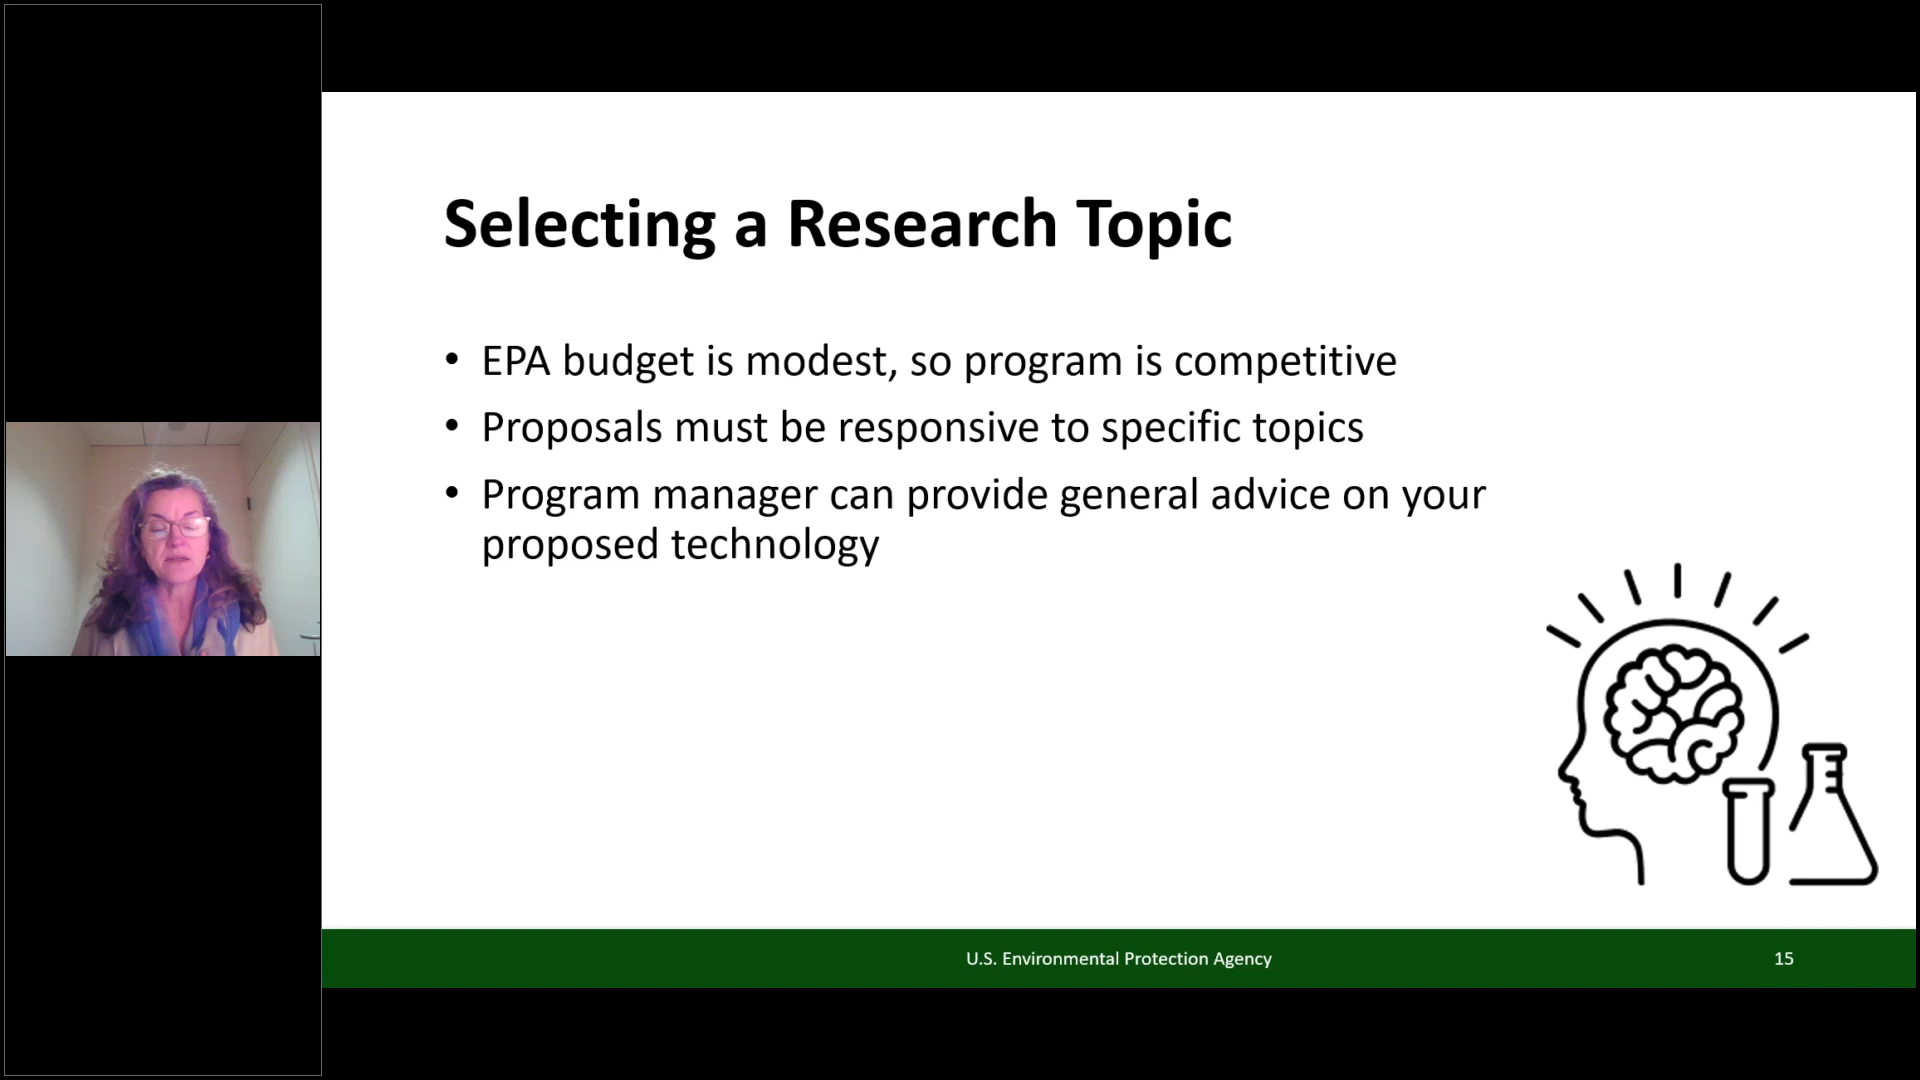 Selecting a Research Topic
• EPA budget is modest, so program is competitive
• Proposals must be responsive to specific topics
• Program manager can provide general advice on your
proposed technology
U.S. Environmental Protection Agency
15